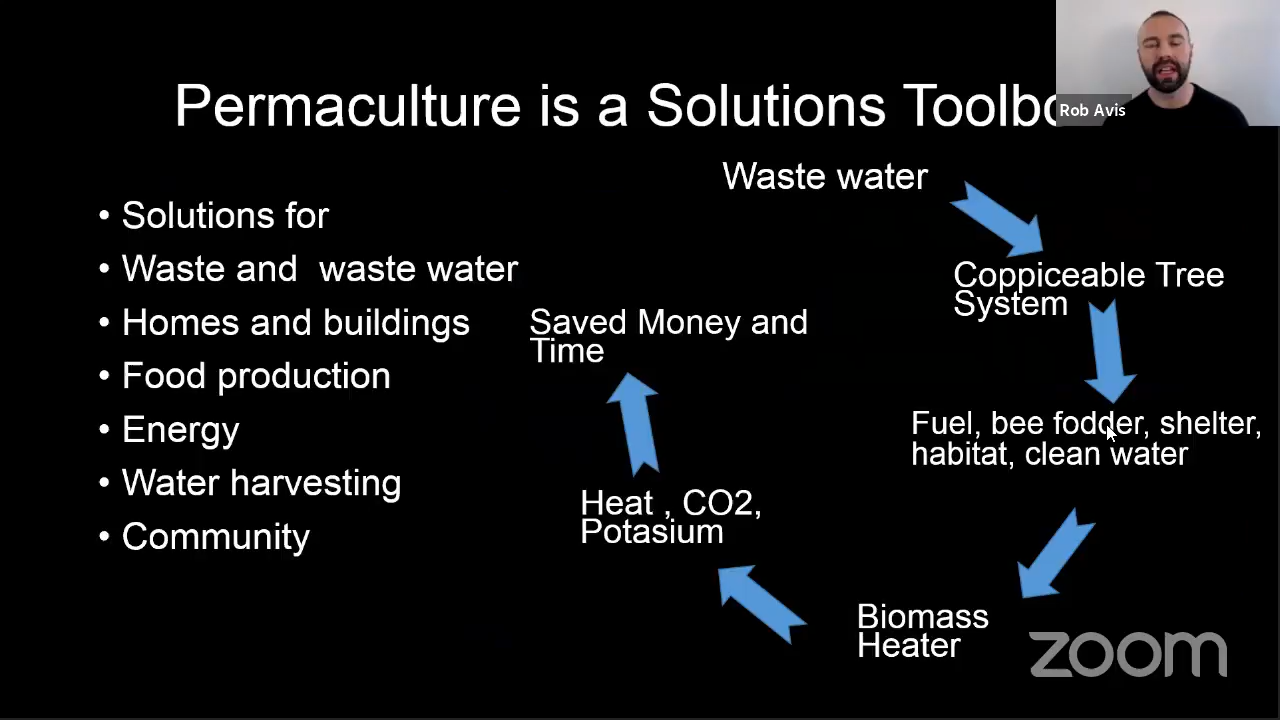 Permaculture is a Solutions Toolbo
Rob Avis
• Solutions for
• Waste and  waste water
• Homes and buildings
• Food production
• Energy
• Water harvesting
• Community
Waste water
Coppiceable Tree
System
Fuel, bee fodder, shelter,
habitat, clean water
Biomass
Heater
Heat , CO2,
Potasium
Saved Money and
Time
zoom